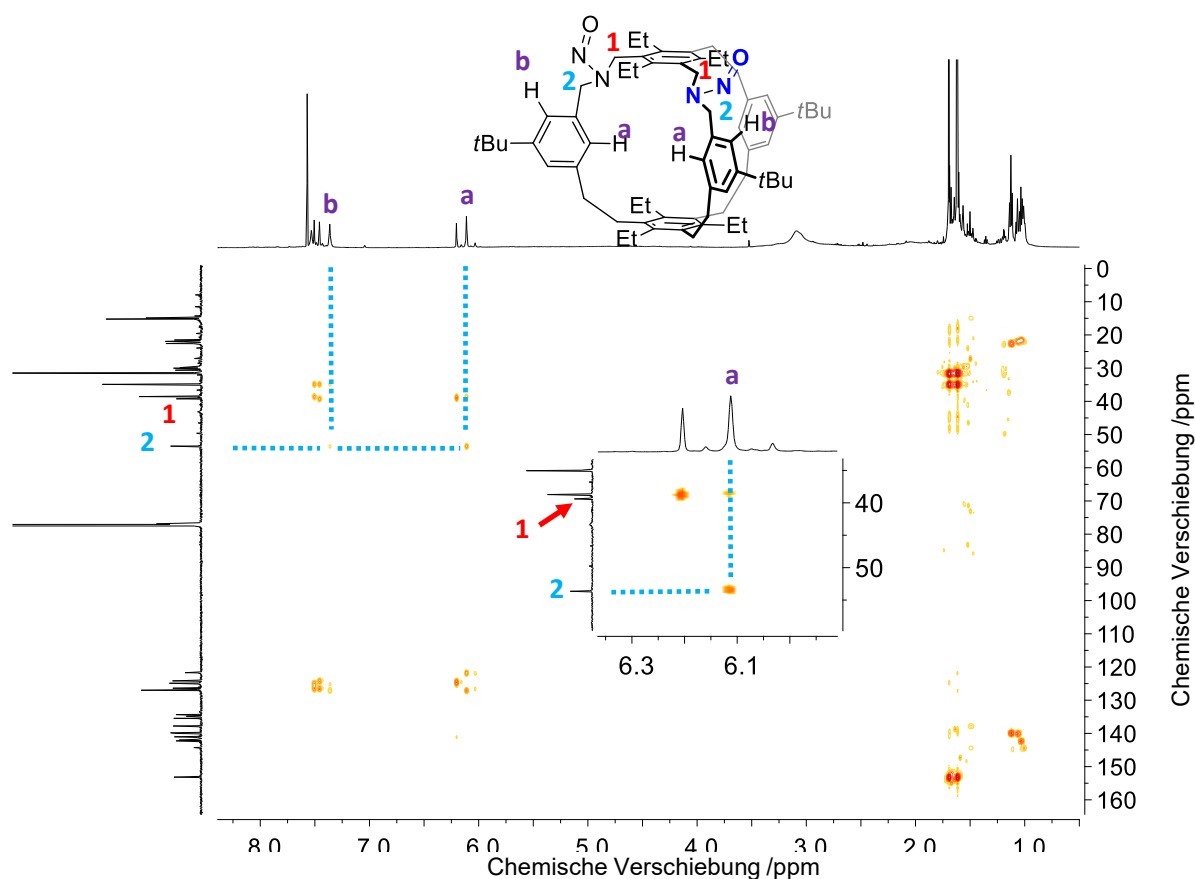 O
N
N
1
Et
Et
Et
Et
1
N
N
O
b
2
H
2
H
b
a
H
a
H
tBu
tBu
tBu
Et
Et
Et
Et
b
a
0
10
20
30
40
50
60
70
80
90
100
110
120
130
140
150
160
Chemische Verschiebung /ppm
1
2
a
1
2
40
50
6.3
6.1
8.0
7.0
6.0
5.0
4.0
3.0
2.0
1.0
Chemische Verschiebung /ppm